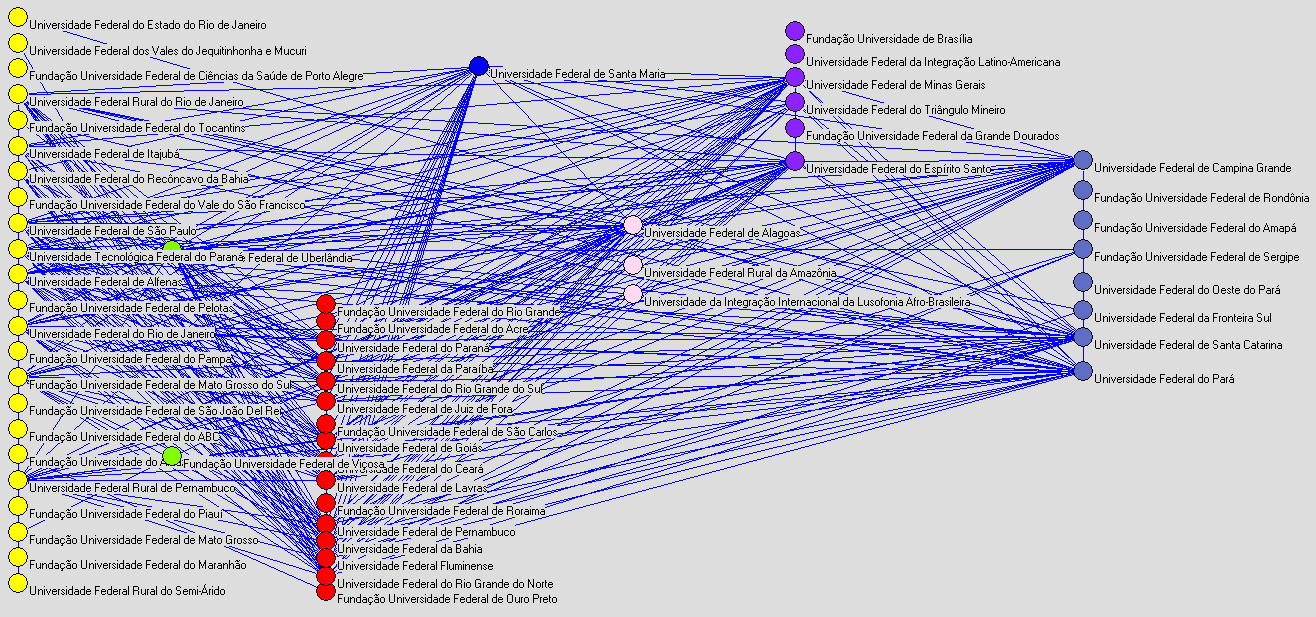 Universidade Federal do Estado do Rio de Janeiro
Universidade Federal dos Vales do Jequitinhonha e Mucuri
Fundação Universidade Federal de Ciências da Saúde de Porto Alegre
Universidade Federal Rural do Rio de Janeiro
Fundação Universidade Federal do Tocantins
Universidade Federal de Itajubá
Universidade Federal do Recôncavo da Bahia
Fundação Universidade Federal do Vale do São Francisco
Universidade Federal de São Paulo
Universidade Tecnológica Federal do Paraná
Federal de Uberlândia
Universidade Federal de Alfenas
Fundação Universidade Federal de Pelotas
Universidade Federal do Rio de Janeiro
Fundação Universidade Federal do Pampa
Fundação Universidade Federal de Mato Grosso do Sul
Fundação Universidade Federal de São João Del Rei
Fundação Universidade Federal do ABC
Fundação Universidade do
Fundação Universidade Federal de Viçosa
Universidade Federal Rural de Pernambuco
Fundação Universidade Federal do Piauí
Fundação Universidade Federal de Mato Grosso
Fundação Universidade Federal do Maranhão
Universidade Federal Rural do Semi-Árido
Fundação Universidade Federal do Rio Grande
Fundação Universidade Federal do Acre
Universidade Federal do Paraná
Universidade Federal da Paraíba
Universidade Federal do Rio Grande do Sul
Universidade Federal de Juiz de Fora
Fundação Universidade Federal de São Carlos
Universidade Federal de Goiás
Federal do Ceará
Universidade Federal de Lavras
Fundação Universidade Federal de Roraima
Universidade Federal de Pernambuco
Universidade Federal da Bahia
Universidade Federal Fluminense
Universidade Federal do Rio Grande do Norte
Fundação Universidade Federal de Ouro Preto
Universidade Federal de Santa Maria
Universidade Federal de Alagoas
Universidade Federal Rural da Amazônia
Universidade da Integração Internacional da Lusofonia Afro-Brasileira
Fundação Universidade de Brasília
Universidade Federal da Integração Latino-Americana
Universidade Federal de Minas Gerais
Universidade Federal do Triângulo Mineiro
Fundação Universidade Federal da Grande Dourados
Universidade Federal do Espírito Santo
Universidade Federal de Campina Grande
Fundação Universidade Federal de Rondônia
Fundação Universidade Federal do Amapá
Fundação Universidade Federal de Sergipe
Universidade Federal do Oeste do Pará
Universidade Federal da Fronteira Sul
Universidade Federal de Santa Catarina
Universidade Federal do Pará